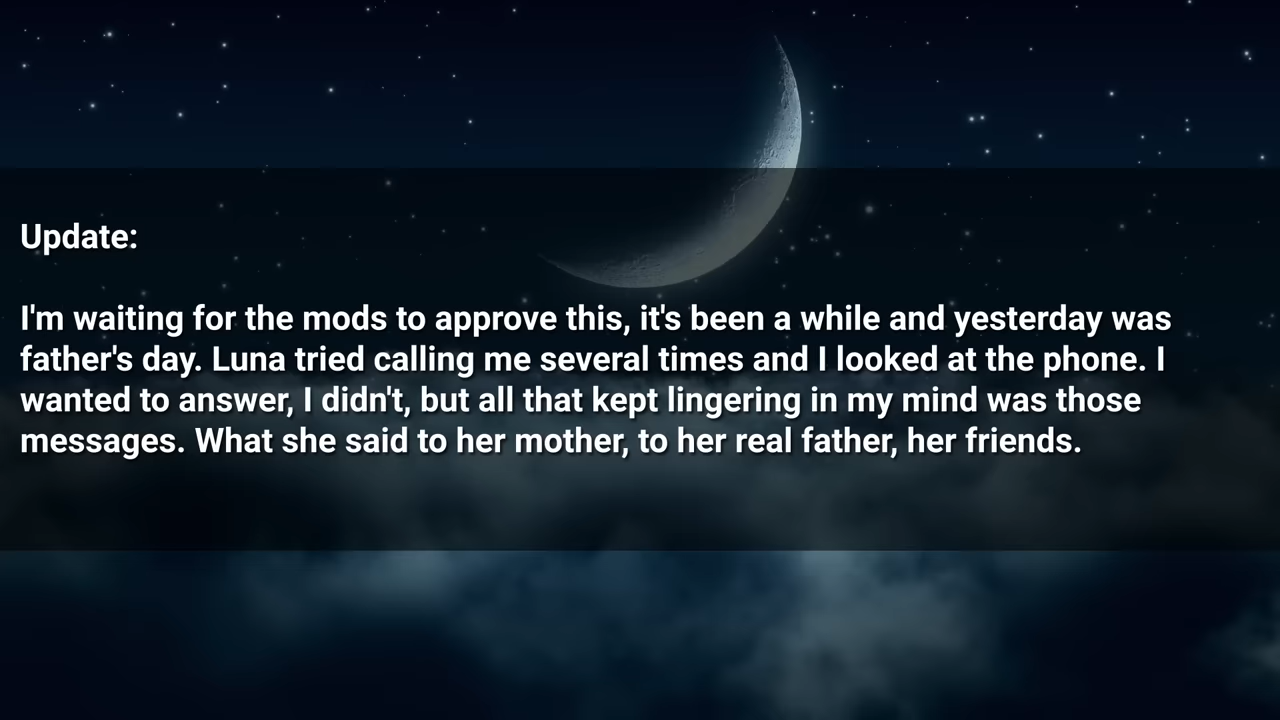 Update:
I'm waiting for the mods to approve this, it's been a while and yesterday was
father's day. Luna tried calling me several times and I looked at the phone. I
wanted to answer, I didn't, but all that kept lingering in my mind was those
messages. What she said to her mother, to her real father, her friends.